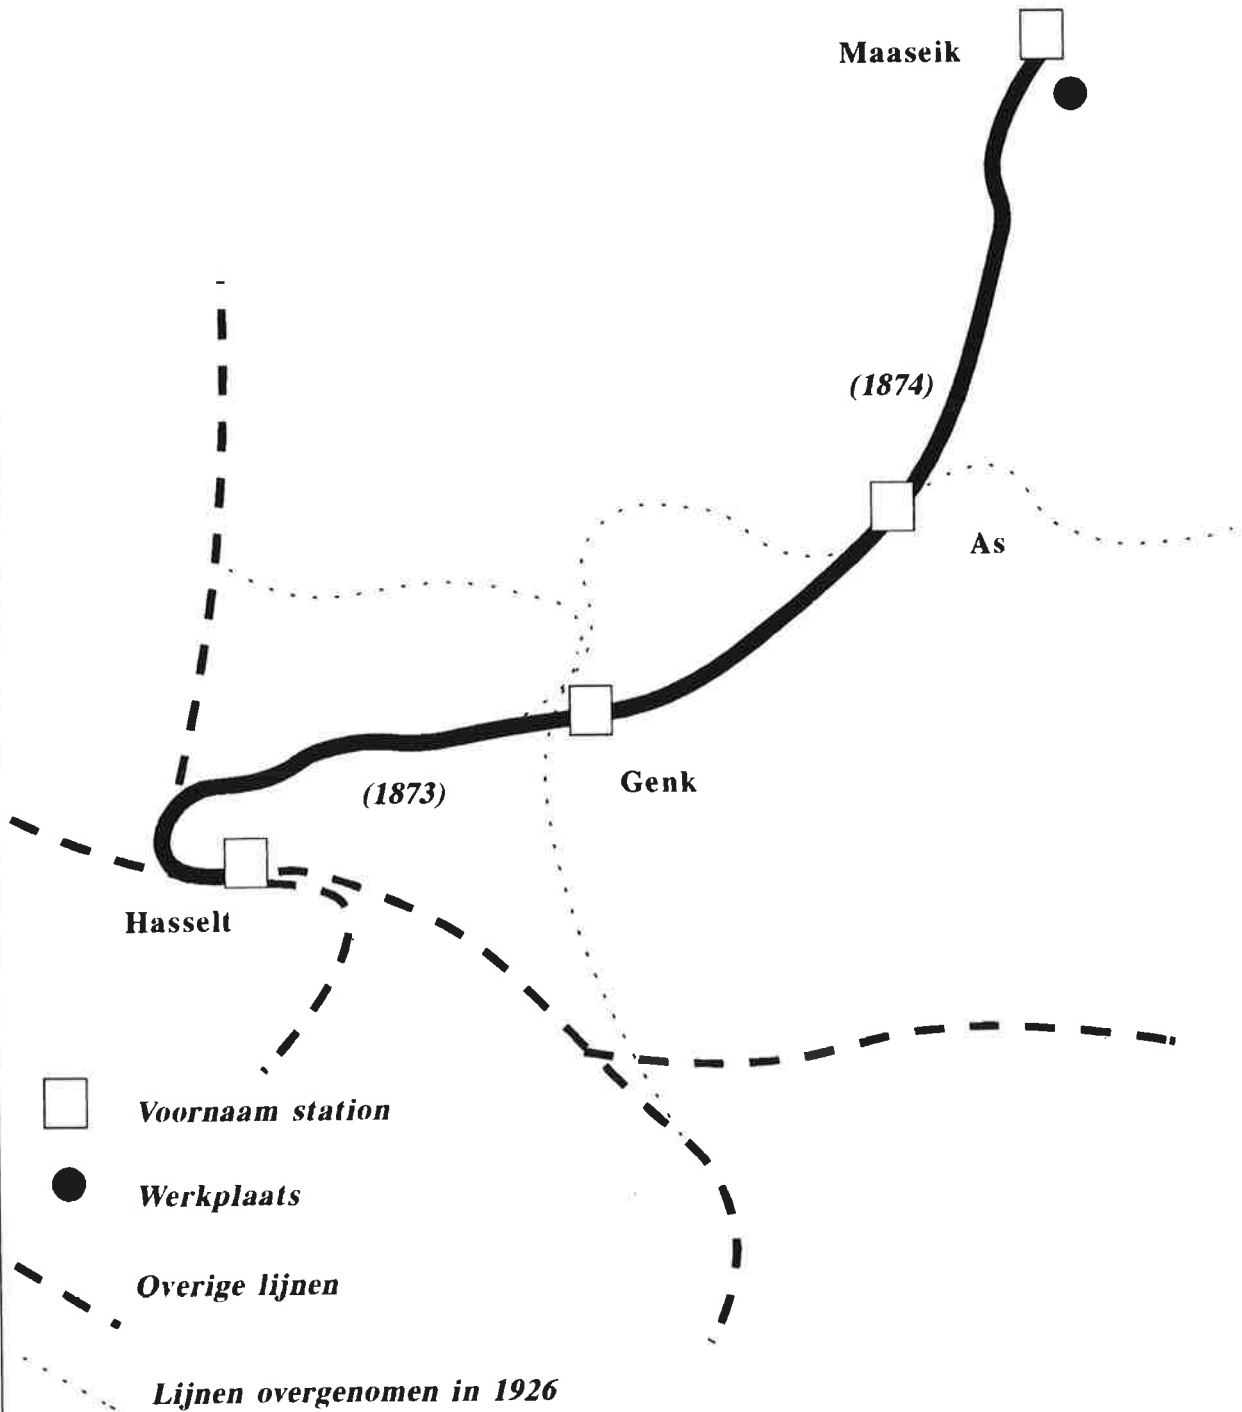 Maaseik
(1874)
As
Genk
(1873)
Hasselt
Voornaam station
Werkplaats
Overige lijnen
Lijnen overgenomen in 1926